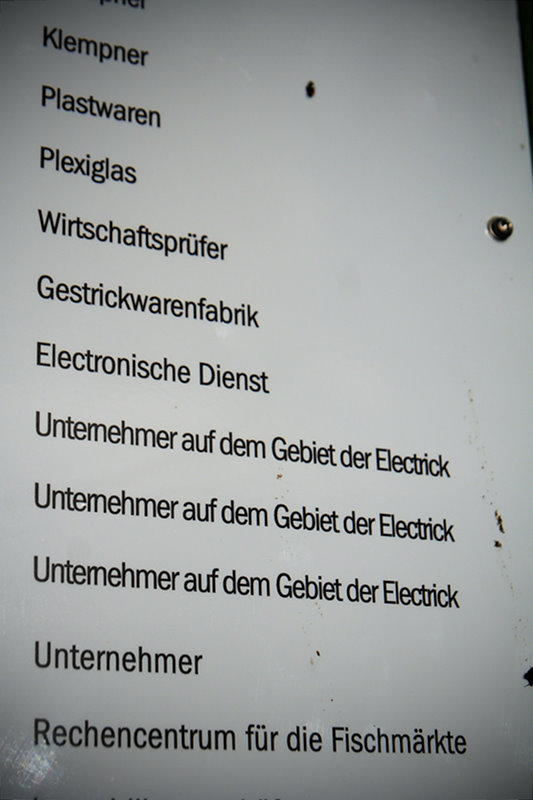 Klempner
Plastwaren
Plexiglas
Wirtschaftsprüfer
Gestrickwarenfabrik
Electronische Dienst
Unternehmer auf dem Gebiet der Electrick
Unternehmer auf dem Gebiet der Electrick
Unternehmer auf dem Gebiet der Electrick
Unternehmer
Rechencentrum für die Fischmärkte